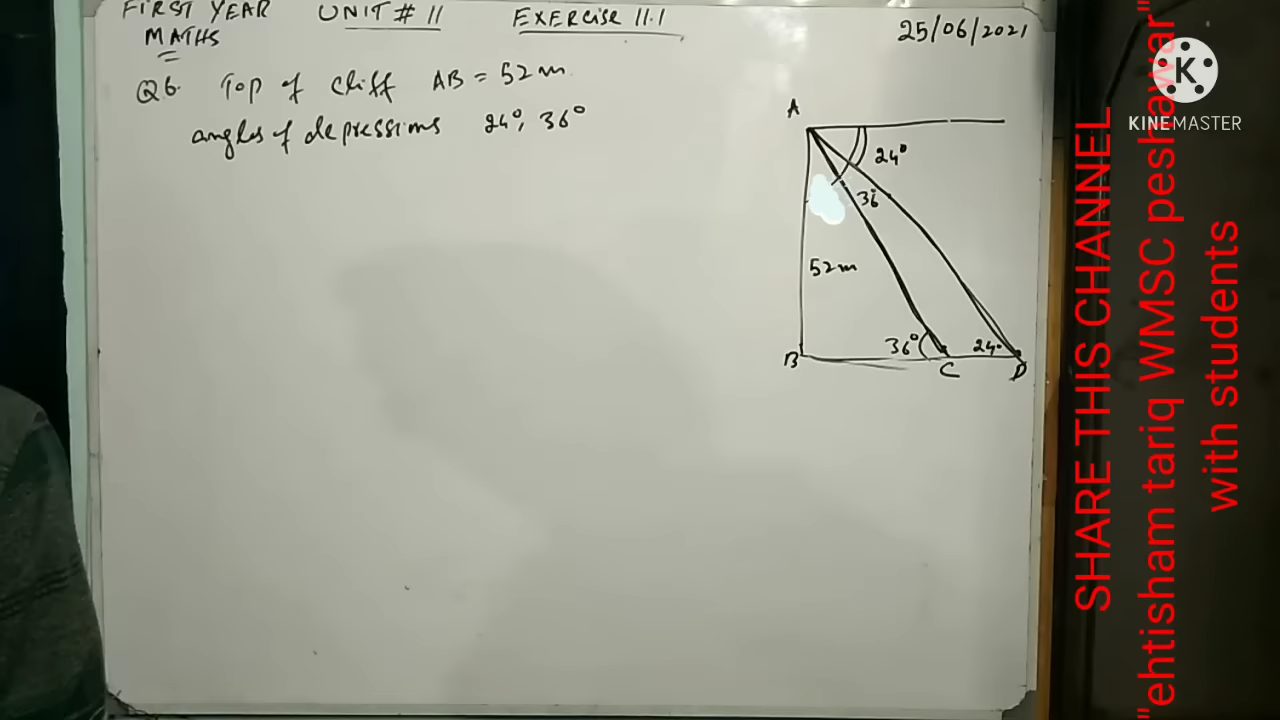 FIRST YEAR UNIT # 11 EXERCISE 11.1 25/06/2021
MATHS
Q6. Top of cliff AB = 52m
angles of depressions 24°, 36°
A
24°
36
52m
36° 24°
B C D
K
KINEMASTER
SHARE THIS CHANNEL
"ehtisham tariq WMSC peshawar"
with students